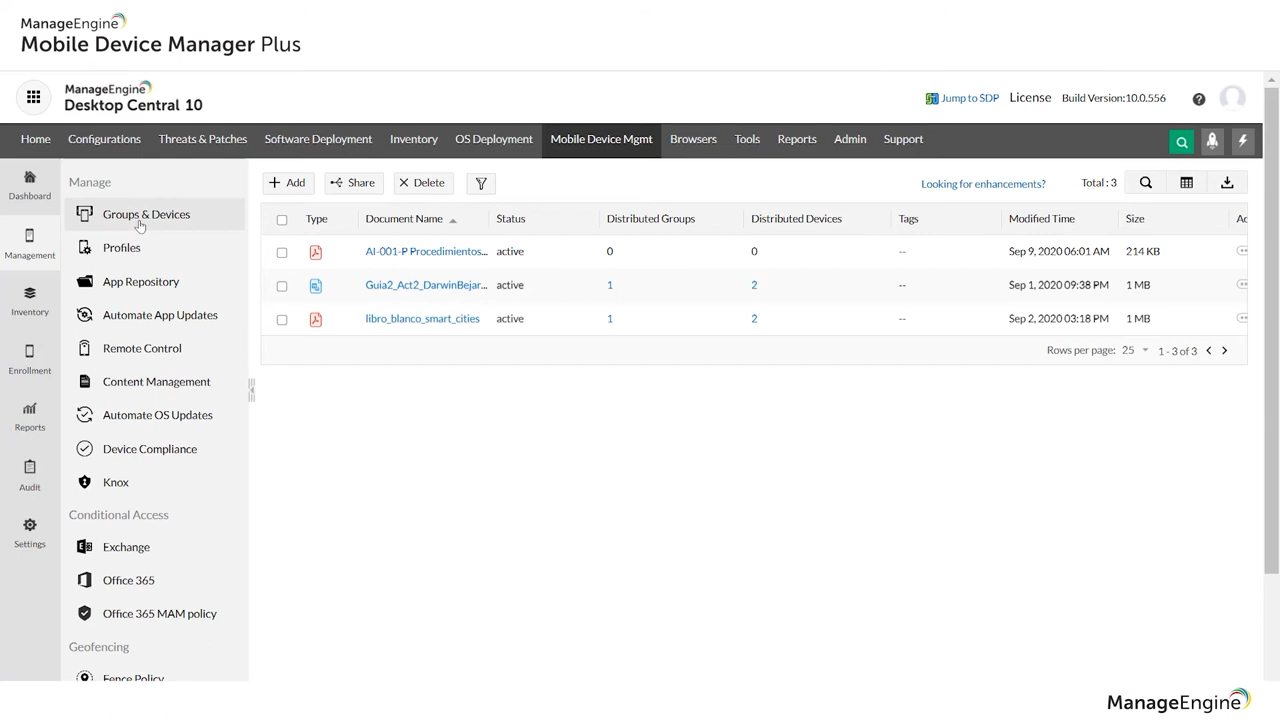 ManageEngine
Mobile Device Manager Plus
ManageEngine
Desktop Central 10
Jump to SDP License Build Version:10.0.556
Home Configurations Threats & Patches Software Deployment Inventory OS Deployment Mobile Device Mgmt Browsers Tools Reports Admin Support
Dashboard
Management
Inventory
Enrollment
Reports
Audit
Settings
Manage
Groups & Devices
Profiles
App Repository
Automate App Updates
Remote Control
Content Management
Automate OS Updates
Device Compliance
Knox
Conditional Access
Exchange
Office 365
Office 365 MAM policy
Geofencing
Fence Policy
+ Add Share Delete Looking for enhancements? Total : 3
Type Document Name Status Distributed Groups Distributed Devices Tags Modified Time Size Ac
AI-001-P Procedimientos... active 0 0 -- Sep 9, 2020 06:01 AM 214 KB
Guia2_Act2_DarwinBejar... active 1 2 -- Sep 1, 2020 09:38 PM 1 MB
libro_blanco_smart_cities active 1 2 -- Sep 2, 2020 03:18 PM 1 MB
Rows per page: 25 1 - 3 of 3
ManageEngine